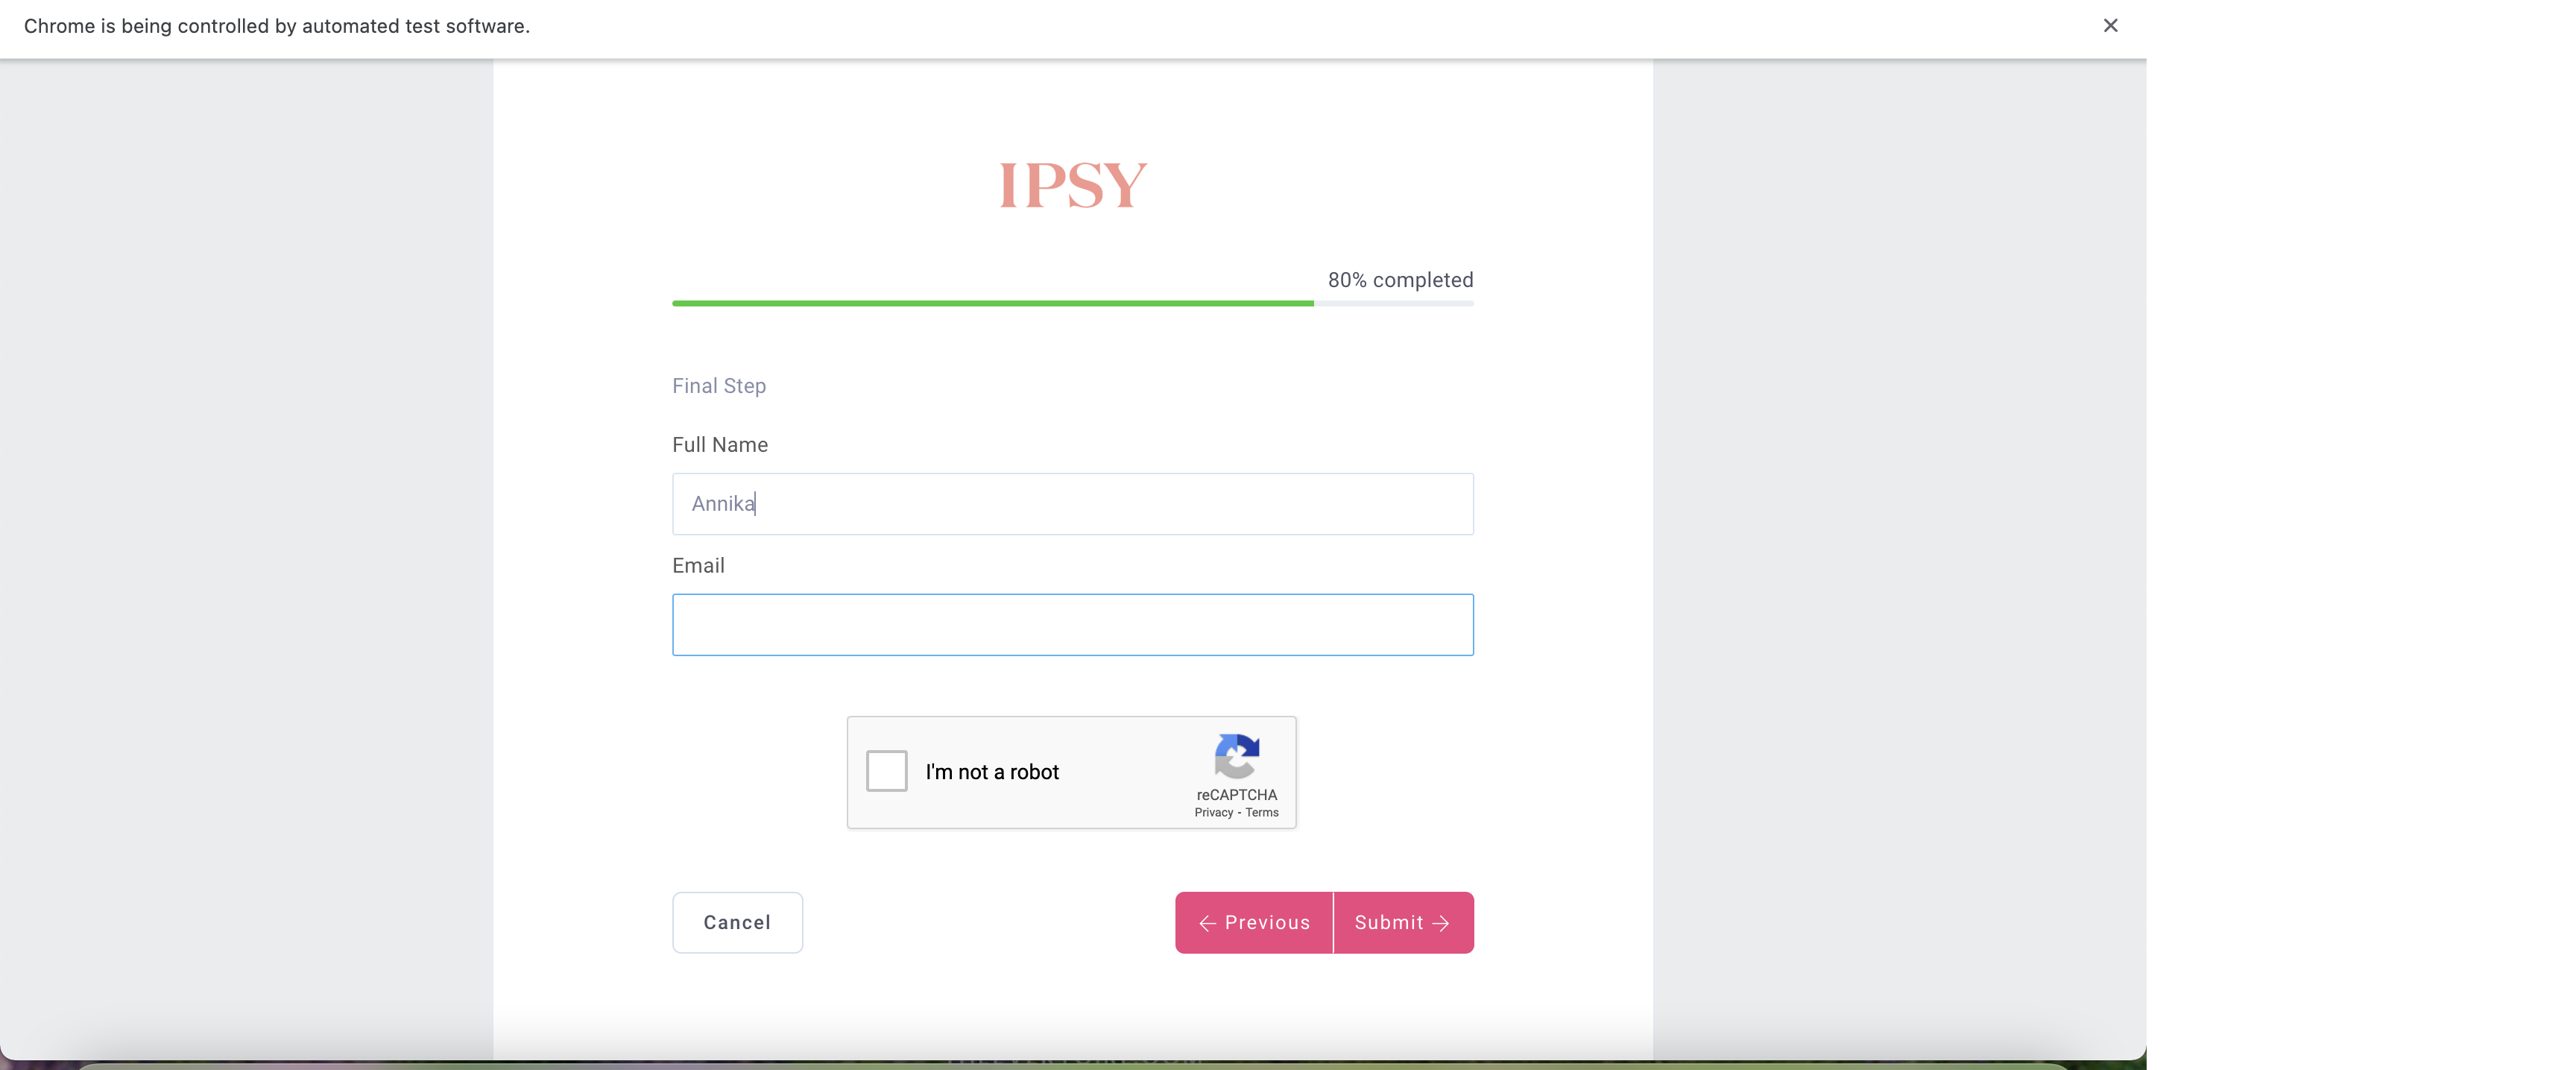 Chrome is being controlled by automated test software.
IPSY
80% completed
Final Step
Full Name
Annika
Email
I'm not a robot
reCAPTCHA
Privacy - Terms
Cancel
← Previous
Submit →